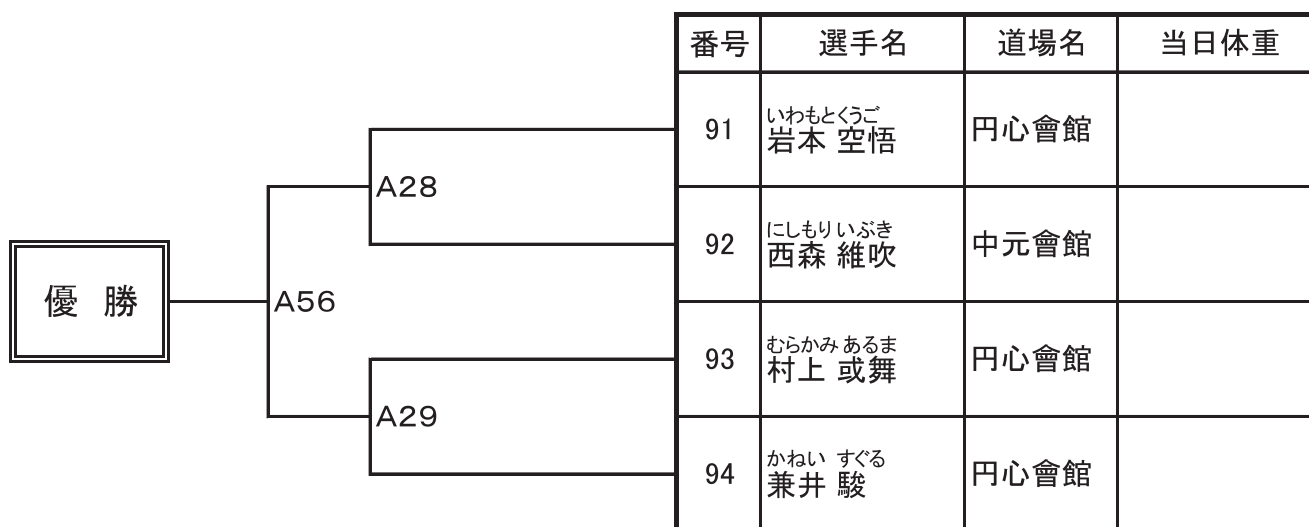 番号 選手名 道場名 当日体重
いわもとくうご
91 岩本 空悟 円心會館
A28
にしもり いぶき
92 西森 維吹 中元會館
優 勝
A56
むらかみ あるま
93 村上 或舞 円心會館
A29
かねい すぐる
94 兼井 駿 円心會館